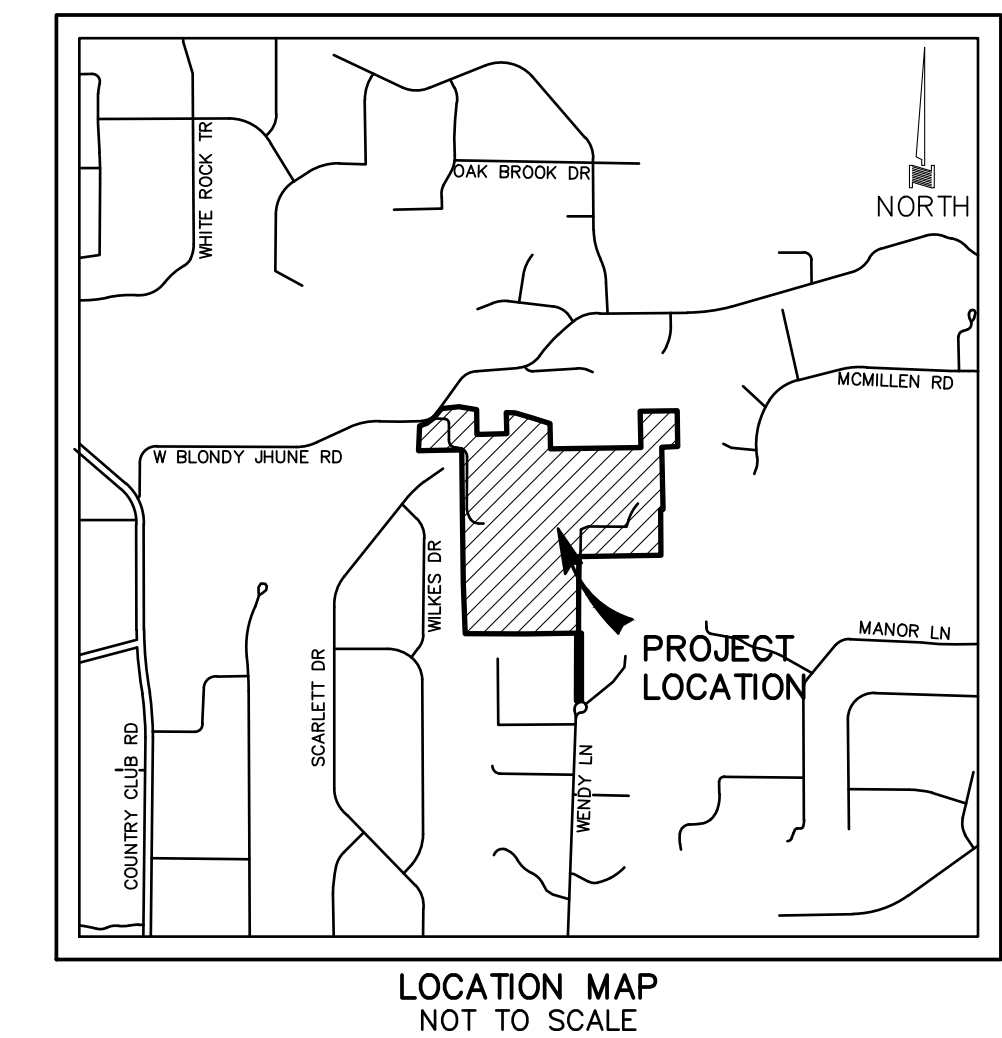 WHITE ROCK TR
OAK BROOK DR
NORTH
MCMILLEN RD
W BLONDY JHUNE RD
WILKES DR
SCARLETT DR
MANOR LN
PROJECT
LOCATION
COUNTRY CLUB RD
WENDY LN
LOCATION MAP
NOT TO SCALE